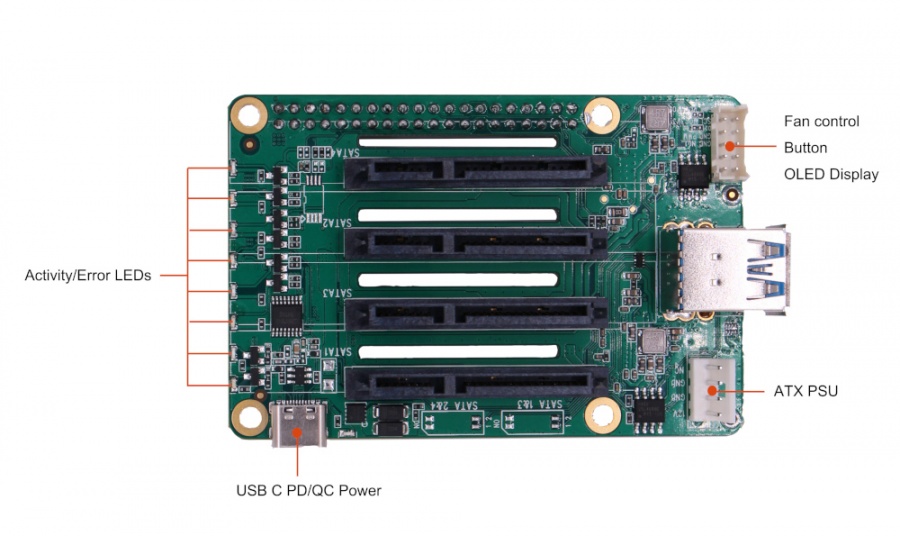 Fan control
Button
OLED Display
SATA4
SATA2
Activity/Error LEDs
SATA3
SATA1
ATX PSU
SATA 2&4
SATA 1&3
USB C PD/QC Power